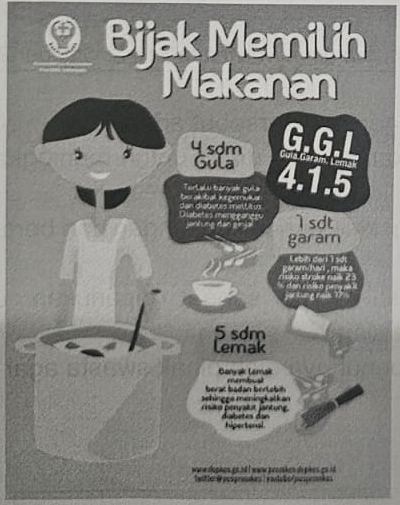 Bijak Memilih
Makanan
4 sdm
Gula
Terlalu banyak gula
berakibat kegemukan
dan diabetes mellitus.
Diabetes mengganggu
jantung dan ginjal
G.G.L
Gula.Garam, Lemak
4.1.5
1 sdt
garam
Lebih dari 1 sdt
garam/hari, maka
risiko stroke naik 23
% dan risiko penyakit
jantung naik 17%
5 sdm
Lemak
Banyak lemak
membuat
berat badan berlebih
sehingga meningkatkan
risiko penyakit jantung,
diabetes dan
hipertensi.
www.depkes.go.id | www.promkes.depkes.go.id
Twitter@puspromkes | youtube/puspromkes